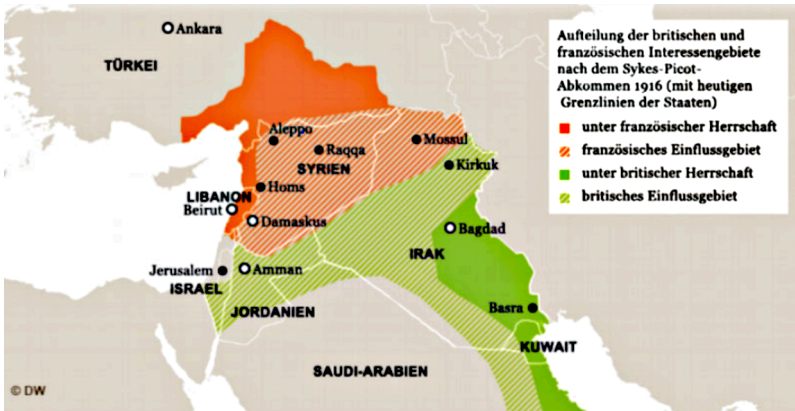 Ankara
TÜRKEI
Aufteilung der britischen und
französischen Interessengebiete
nach dem Sykes-Picot-
Abkommen 1916 (mit heutigen
Grenzlinien der Staaten)
unter französischer Herrschaft
französisches Einflussgebiet
unter britischer Herrschaft
britisches Einflussgebiet
Aleppo
Mossul
Raqqa
SYRIEN
Kirkuk
Homs
LIBANON
Beirut
Damaskus
Bagdad
IRAK
Jerusalem
Amman
ISRAEL
JORDANIEN
Basra
KUWAIT
SAUDI-ARABIEN
© DW